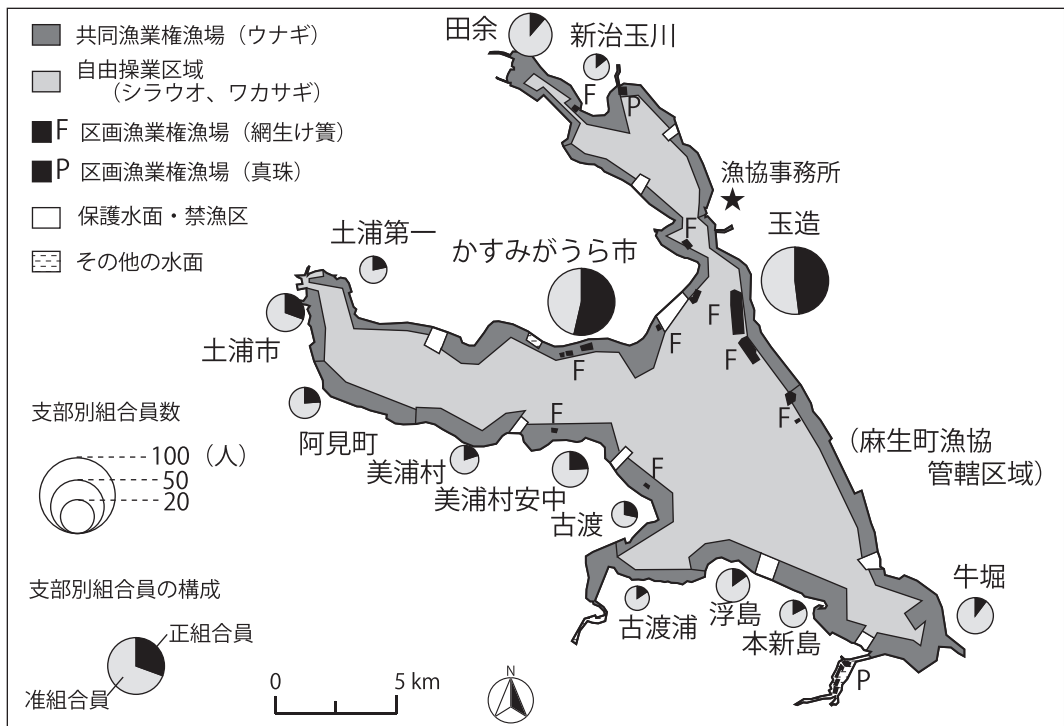 共同漁業権漁場（ウナギ）
自由操業区域
（シラウオ、ワカサギ）
F 区画漁業権漁場（網生け簀）
P 区画漁業権漁場（真珠）
保護水面・禁漁区
その他の水面
田余
新治玉川
F
P
漁協事務所
玉造
F
土浦第一
かすみがうら市
土浦市
F
F
F
F
F
阿見町
F
（麻生町漁協
管轄区域）
美浦村
美浦村安中
F
古渡
古渡浦
浮島
本新島
牛堀
P
支部別組合員数
100（人）
50
20
支部別組合員の構成
正組合員
准組合員
0
5 km
N